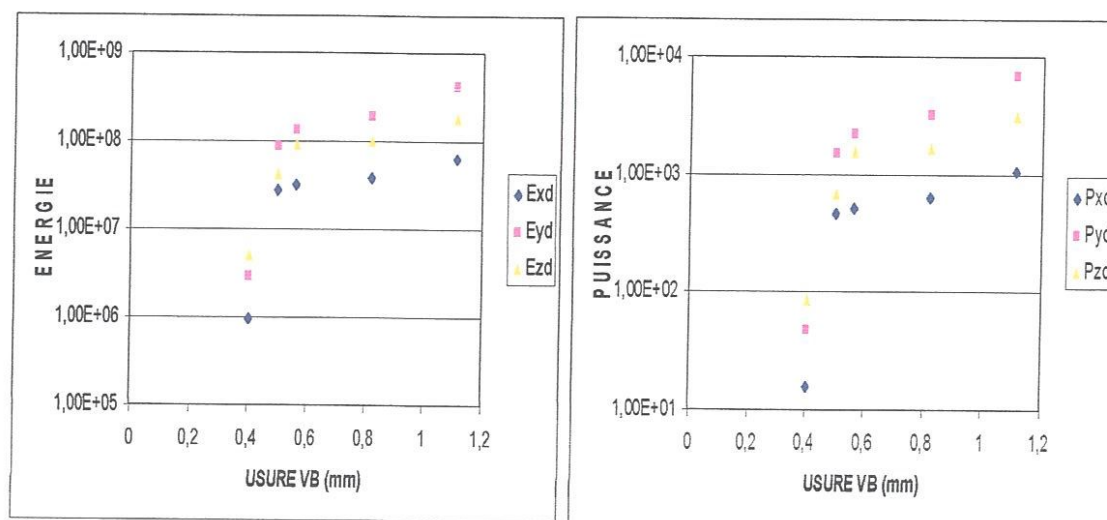 1,00E+09
1,00E+08
1,00E+07
1,00E+06
1,00E+05
ENERGIE
0 0,2 0,4 0,6 0,8 1 1,2
USURE VB (mm)
Exd
Eyd
Ezd
1,00E+04
1,00E+03
1,00E+02
1,00E+01
PUISSANCE
0 0,2 0,4 0,6 0,8 1 1,2
USURE VB (mm)
Pxd
Pyd
Pzd